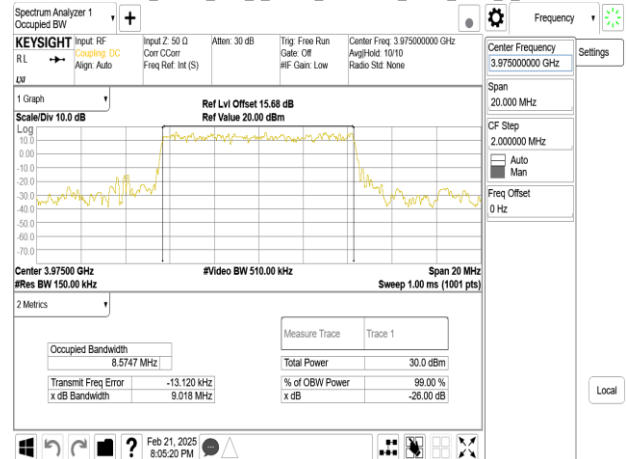 Spectrum Analyzer 1
Occupied BW
Frequency
KEYSIGHT Input: RF Input Z: 50 Ω Atten: 30 dB Trig: Free Run Center Freq: 3.975000000 GHz
RL Coupling: DC Corr CCorr Gate: Off Avg|Hold: 10/10
Align: Auto Freq Ref: Int (S) #IF Gain: Low Radio Std: None
LXI
Center Frequency
3.975000000 GHz
Settings
Span
20.000 MHz
CF Step
2.000000 MHz
Auto
Man
Freq Offset
0 Hz
Local
1 Graph
Ref Lvl Offset 15.68 dB
Scale/Div 10.0 dB Ref Value 20.00 dBm
Log
10.0
0.00
-10.0
-20.0
-30.0
-40.0
-50.0
-60.0
-70.0
Center 3.97500 GHz #Video BW 510.00 kHz Span 20 MHz
#Res BW 150.00 kHz Sweep 1.00 ms (1001 pts)
2 Metrics
Measure Trace Trace 1
Occupied Bandwidth
8.5747 MHz
Total Power 30.0 dBm
Transmit Freq Error -13.120 kHz % of OBW Power 99.00 %
x dB Bandwidth 9.018 MHz x dB -26.00 dB
Feb 21, 2025
8:05:20 PM